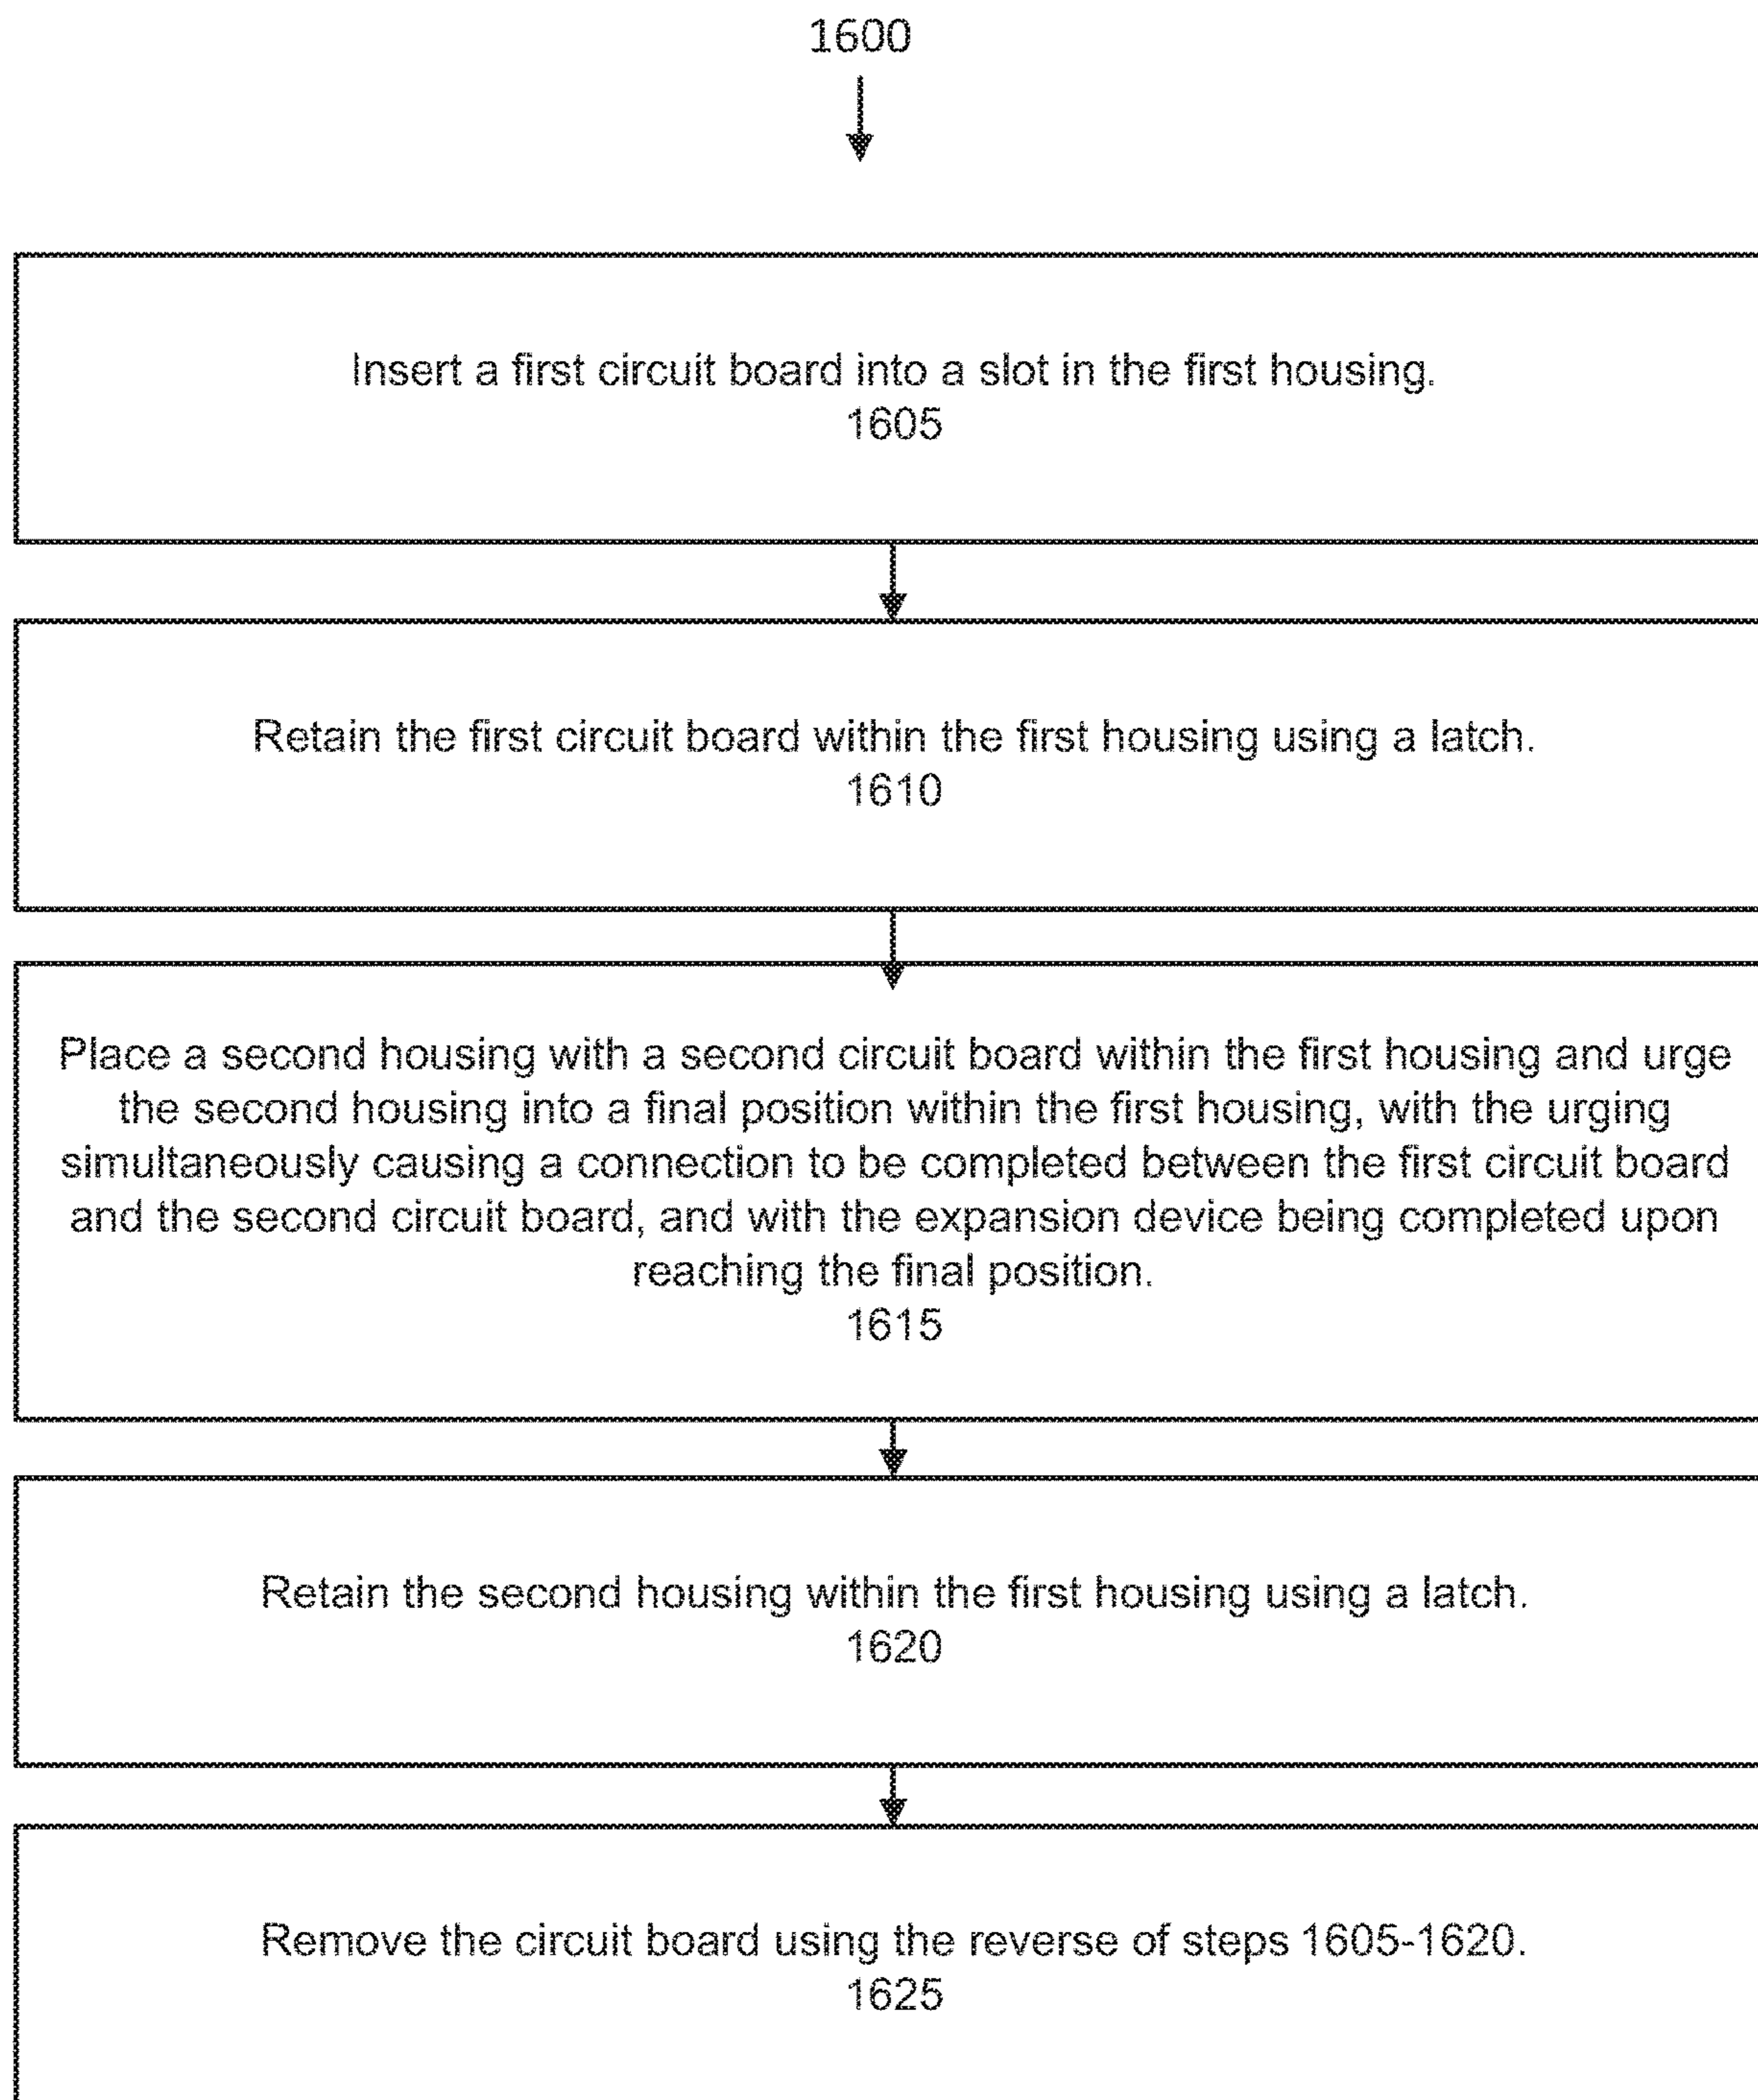 1600
Insert a first circuit board into a slot in the first housing.
1605
Retain the first circuit board within the first housing using a latch.
1610
Place a second housing with a second circuit board within the first housing and urge
the second housing into a final position within the first housing, with the urging
simultaneously causing a connection to be completed between the first circuit board
and the second circuit board, and with the expansion device being completed upon
reaching the final position.
1615
Retain the second housing within the first housing using a latch.
1620
Remove the circuit board using the reverse of steps 1605-1620.
1625